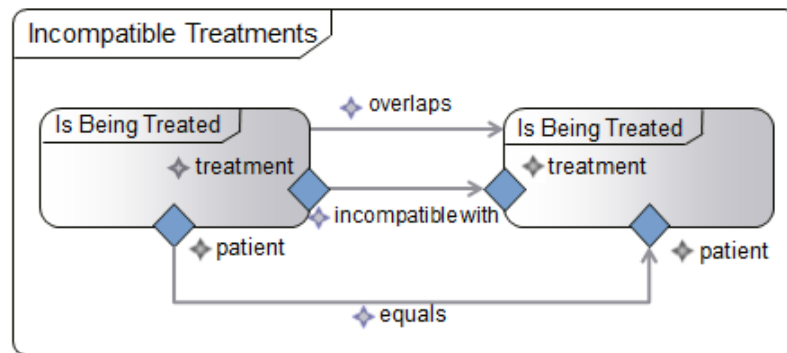 Incompatible Treatments
Is Being Treated
overlaps
Is Being Treated
treatment
treatment
incompatible with
patient
patient
equals